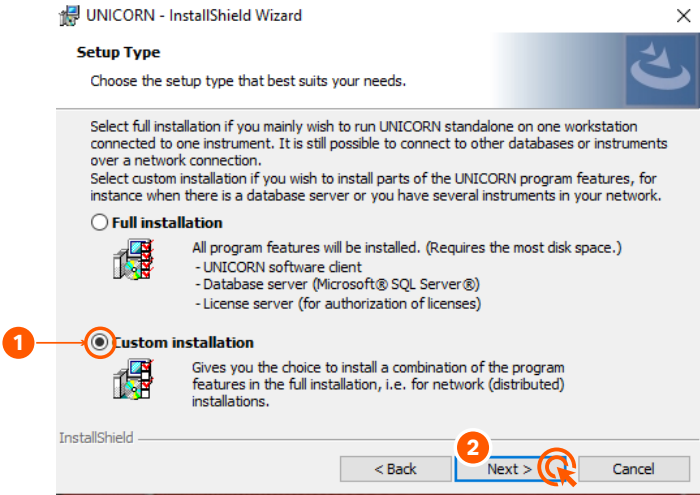 UNICORN - InstallShield Wizard
Setup Type
Choose the setup type that best suits your needs.
Select full installation if you mainly wish to run UNICORN standalone on one workstation
connected to one instrument. It is still possible to connect to other databases or instruments
over a network connection.
Select custom installation if you wish to install parts of the UNICORN program features, for
instance when there is a database server or you have several instruments in your network.
Full installation
All program features will be installed. (Requires the most disk space.)
- UNICORN software client
- Database server (Microsoft® SQL Server®)
- License server (for authorization of licenses)
1
Custom installation
Gives you the choice to install a combination of the program
features in the full installation, i.e. for network (distributed)
installations.
InstallShield
2
< Back Next > Cancel